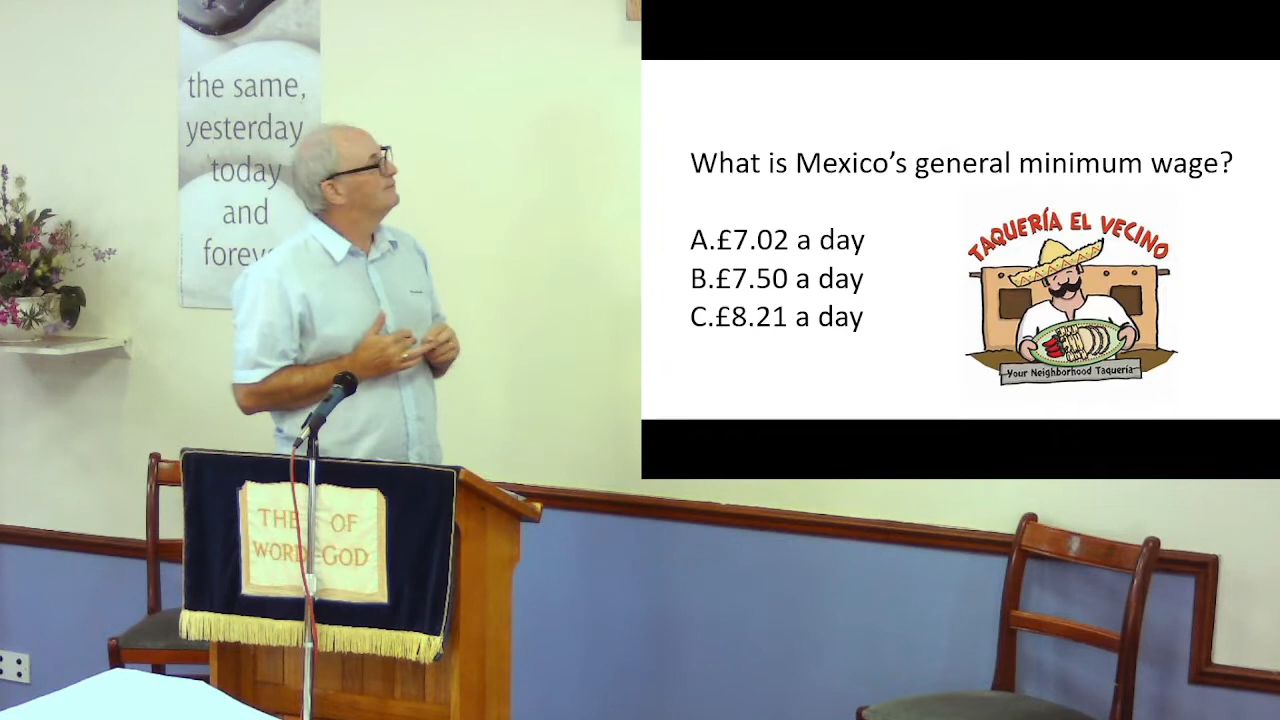 the same,
yesterday
today
and
forev
THE OF
WORD GOD
What is Mexico’s general minimum wage?
A.£7.02 a day
B.£7.50 a day
C.£8.21 a day
TAQUERÍA EL VECINO
Your Neighborhood Taqueria